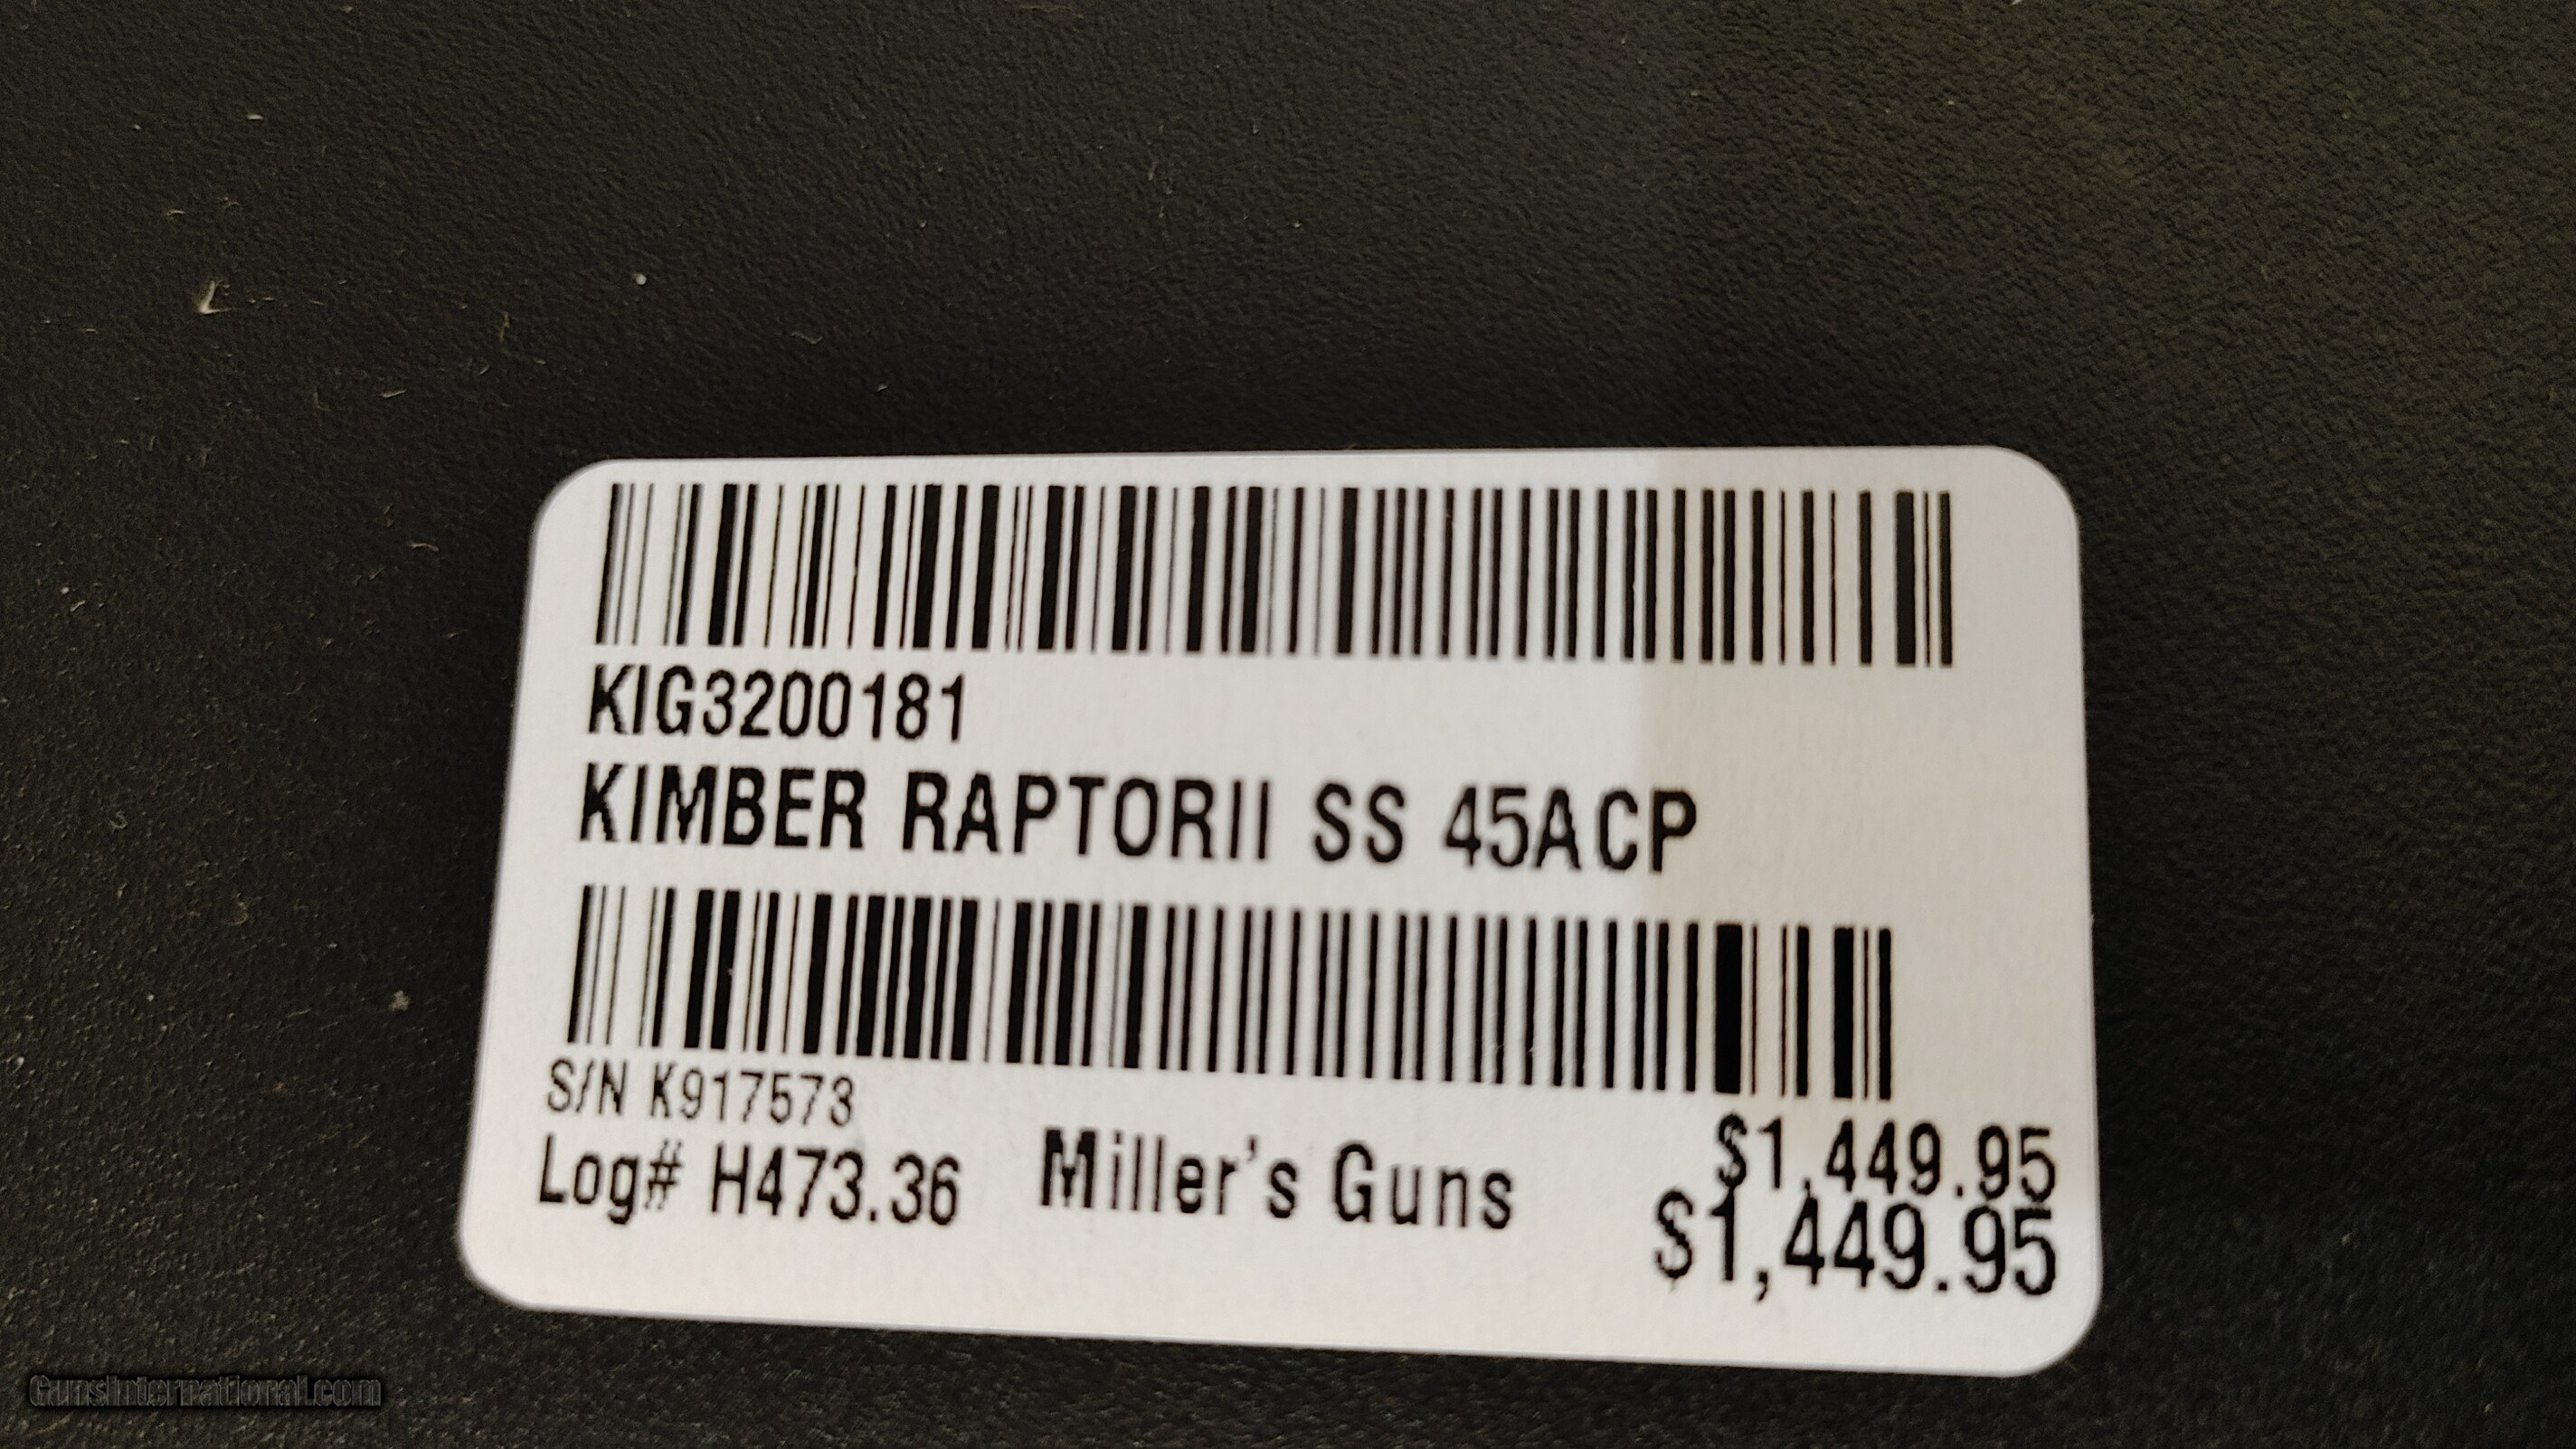 KIG3200181
KIMBER RAPTORII SS 45ACP
S/N K917573
$1,449.95
Log# H473.36 Miller's Guns
$1,449.95
GunsInternational.com